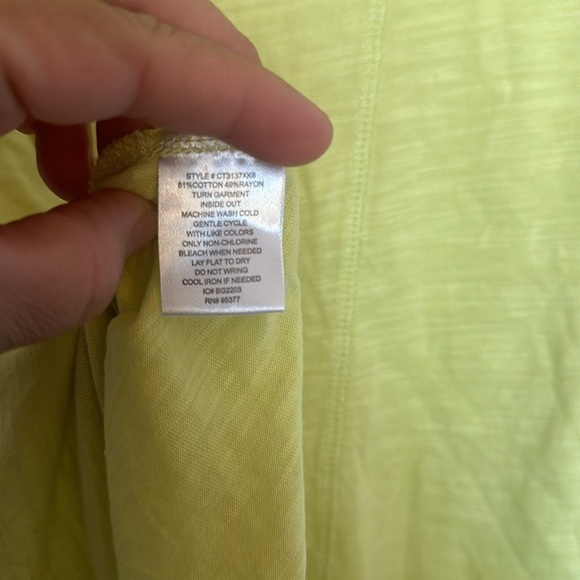 STYLE # CT3137XX8
51%COTTON 49%RAYON
TURN GARMENT
INSIDE OUT
MACHINE WASH COLD
GENTLE CYCLE
WITH LIKE COLORS
ONLY NON-CHLORINE
BLEACH WHEN NEEDED
LAY FLAT TO DRY
DO NOT WRING
COOL IRON IF NEEDED
IC# BG2203
RN# 95377